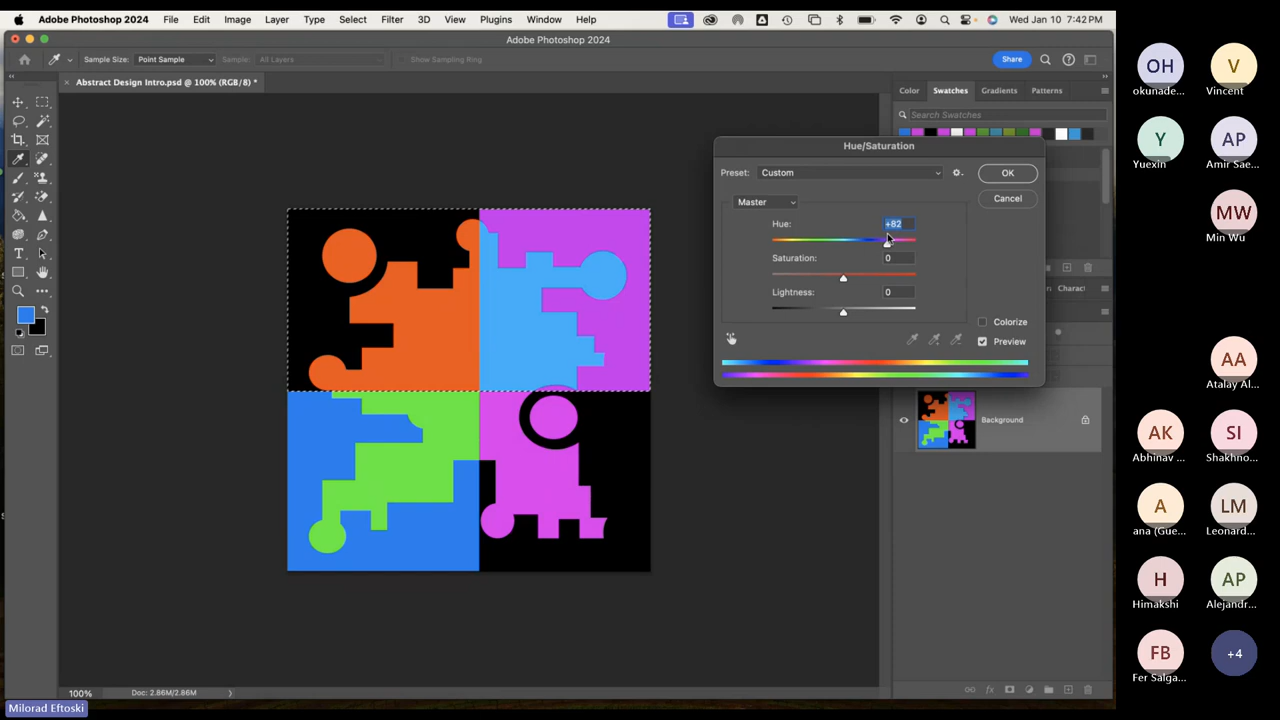 Adobe Photoshop 2024 File Edit Image Layer Type Select Filter 3D View Plugins Window Help Wed Jan 10 7:42 PM
Adobe Photoshop 2024
Sample Size: Point Sample Sample: All Layers Show Sampling Ring Share
Abstract Design Intro.psd @ 100% (RGB/8) *
Color Swatches Gradients Patterns
Search Swatches
Hue/Saturation
Preset: Custom OK
Cancel
Master
Hue: +82
Saturation: 0
Lightness: 0
Colorize
Preview
Charac
Background
100% Doc: 2.86M/2.86M
Milorad Eftoski
OH V
okunade... Vincent
Y AP
Yuexin Amir Sae...
MW
Min Wu
AA
Atalay Al...
AK SI
Abhinav ... Shakhno...
A LM
ana (Gue... Leonard...
H AP
Himakshi Alejandr...
FB +4
Fer Salga...